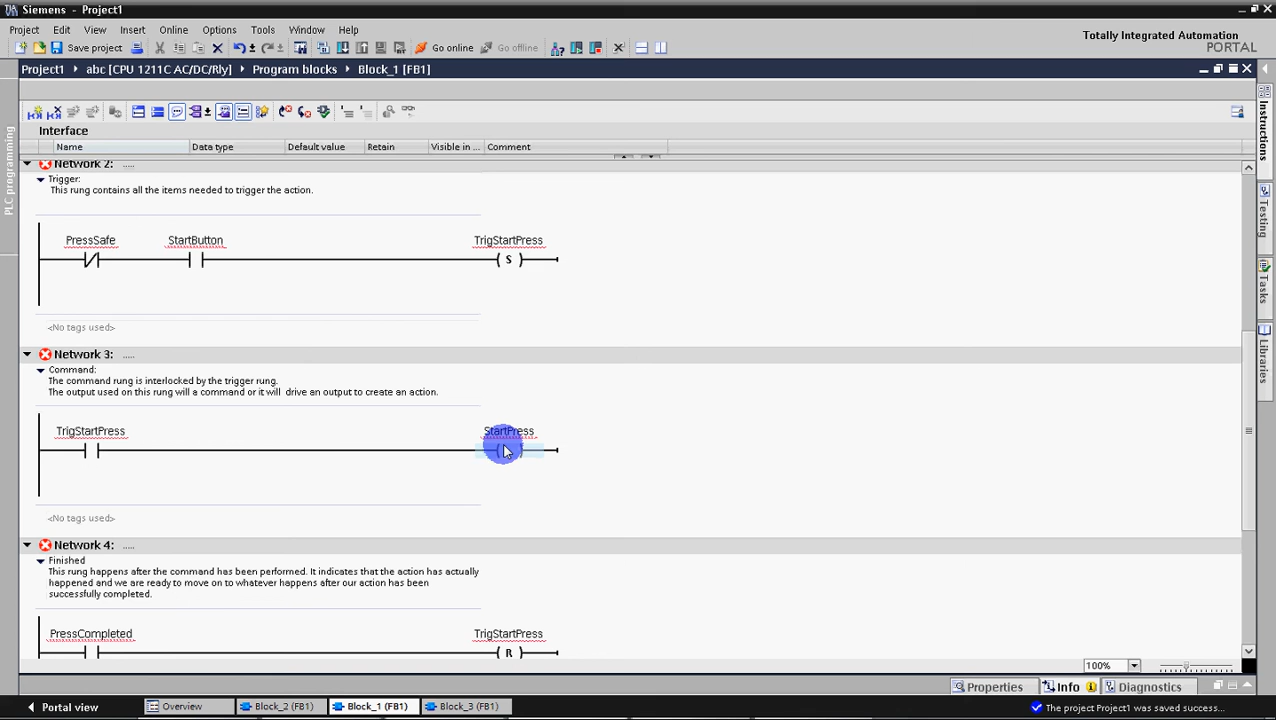 Siemens - Project1
Project Edit View Insert Online Options Window Help
Save project Go online Go offline
Totally Integrated Automation
PORTAL
Project1 abc [CPU 1211C AC/DC/Rly] Program blocks Block_1 [FB1]
PLC programming
Interface
Name Data type Default value Retain Visible in ... Comment
Network 2: .....
Trigger:
This rung contains all the items needed to trigger the action.
PressSafe StartButton TrigStartPress
S
<No tags used>
Network 3: .....
Command:
The command rung is interlocked by the trigger rung.
The output used on this rung will a command or it will drive an output to create an action.
TrigStartPress StartPress
<No tags used>
Network 4: .....
Finished
This rung happens after the command has been performed. It indicates that the action has actually
happened and we are ready to move on to whatever happens after our action has been
successfully completed.
PressCompleted TrigStartPress
R
100%
Instructions
Testing
Tasks
Libraries
Properties Info Diagnostics
Portal view Overview Block_2 (FB1) Block_1 (FB1) Block_3 (FB1) The project Project1 was saved success...